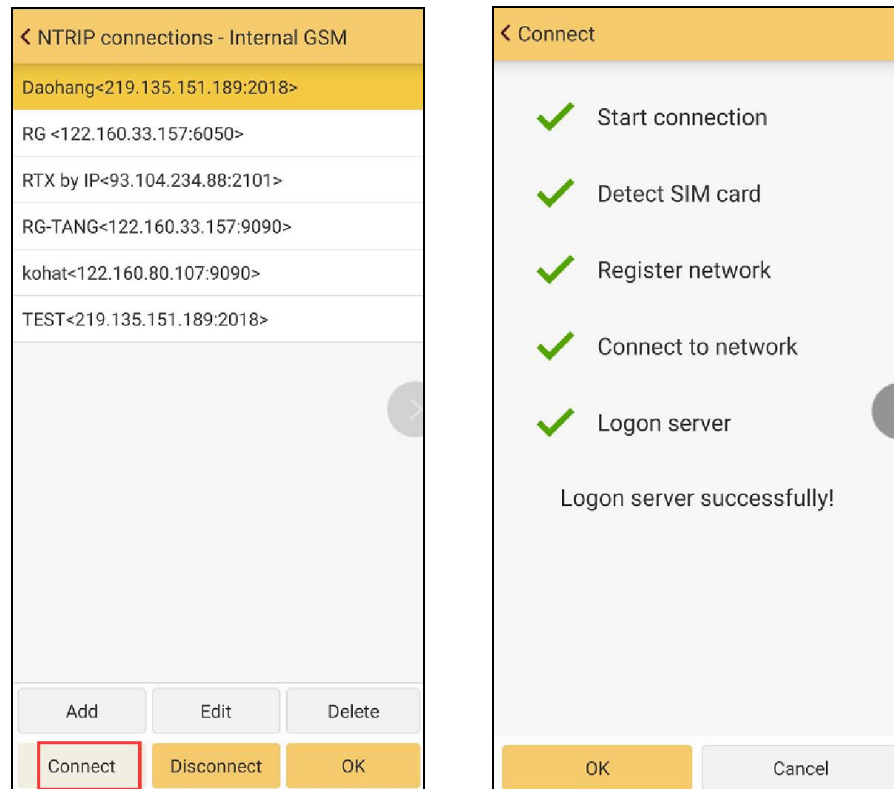 NTRIP connections - Internal GSM
Daohang<219.135.151.189:2018>
RG <122.160.33.157:6050>
RTX by IP<93.104.234.88:2101>
RG-TANG<122.160.33.157:9090>
kohat<122.160.80.107:9090>
TEST<219.135.151.189:2018>
Add Edit Delete
Connect Disconnect OK
Connect
Start connection
Detect SIM card
Register network
Connect to network
Logon server
Logon server successfully!
OK Cancel